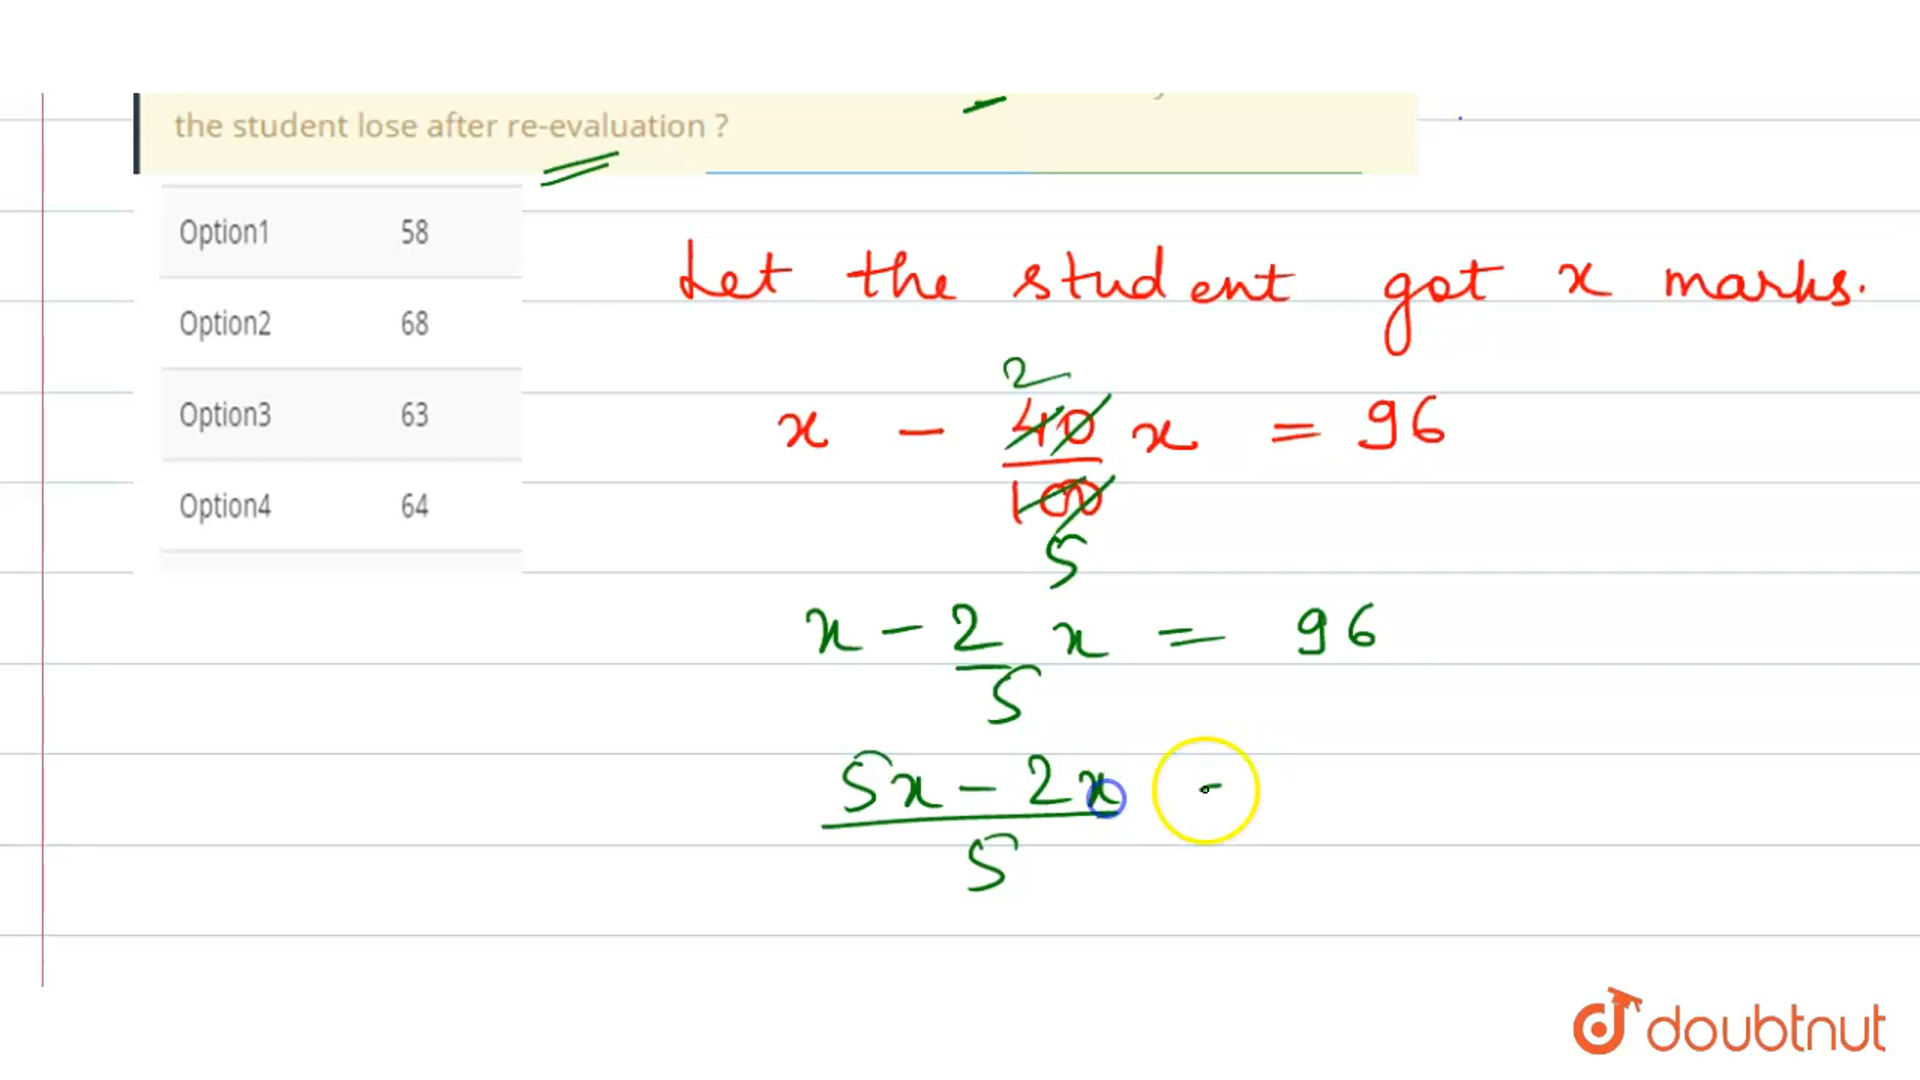 the student lose after re-evaluation ?
Option1 58
Option2 68
Option3 63
Option4 64
Let the student got x marks.
2
x - 40/100 x = 96
5
x - 2/5 x = 96
5x - 2x
5
doubtnut